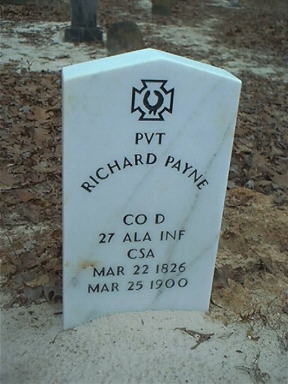 PVT
RICHARD PAYNE
CO D
27 ALA INF
CSA
MAR 22 1826
MAR 25 1900